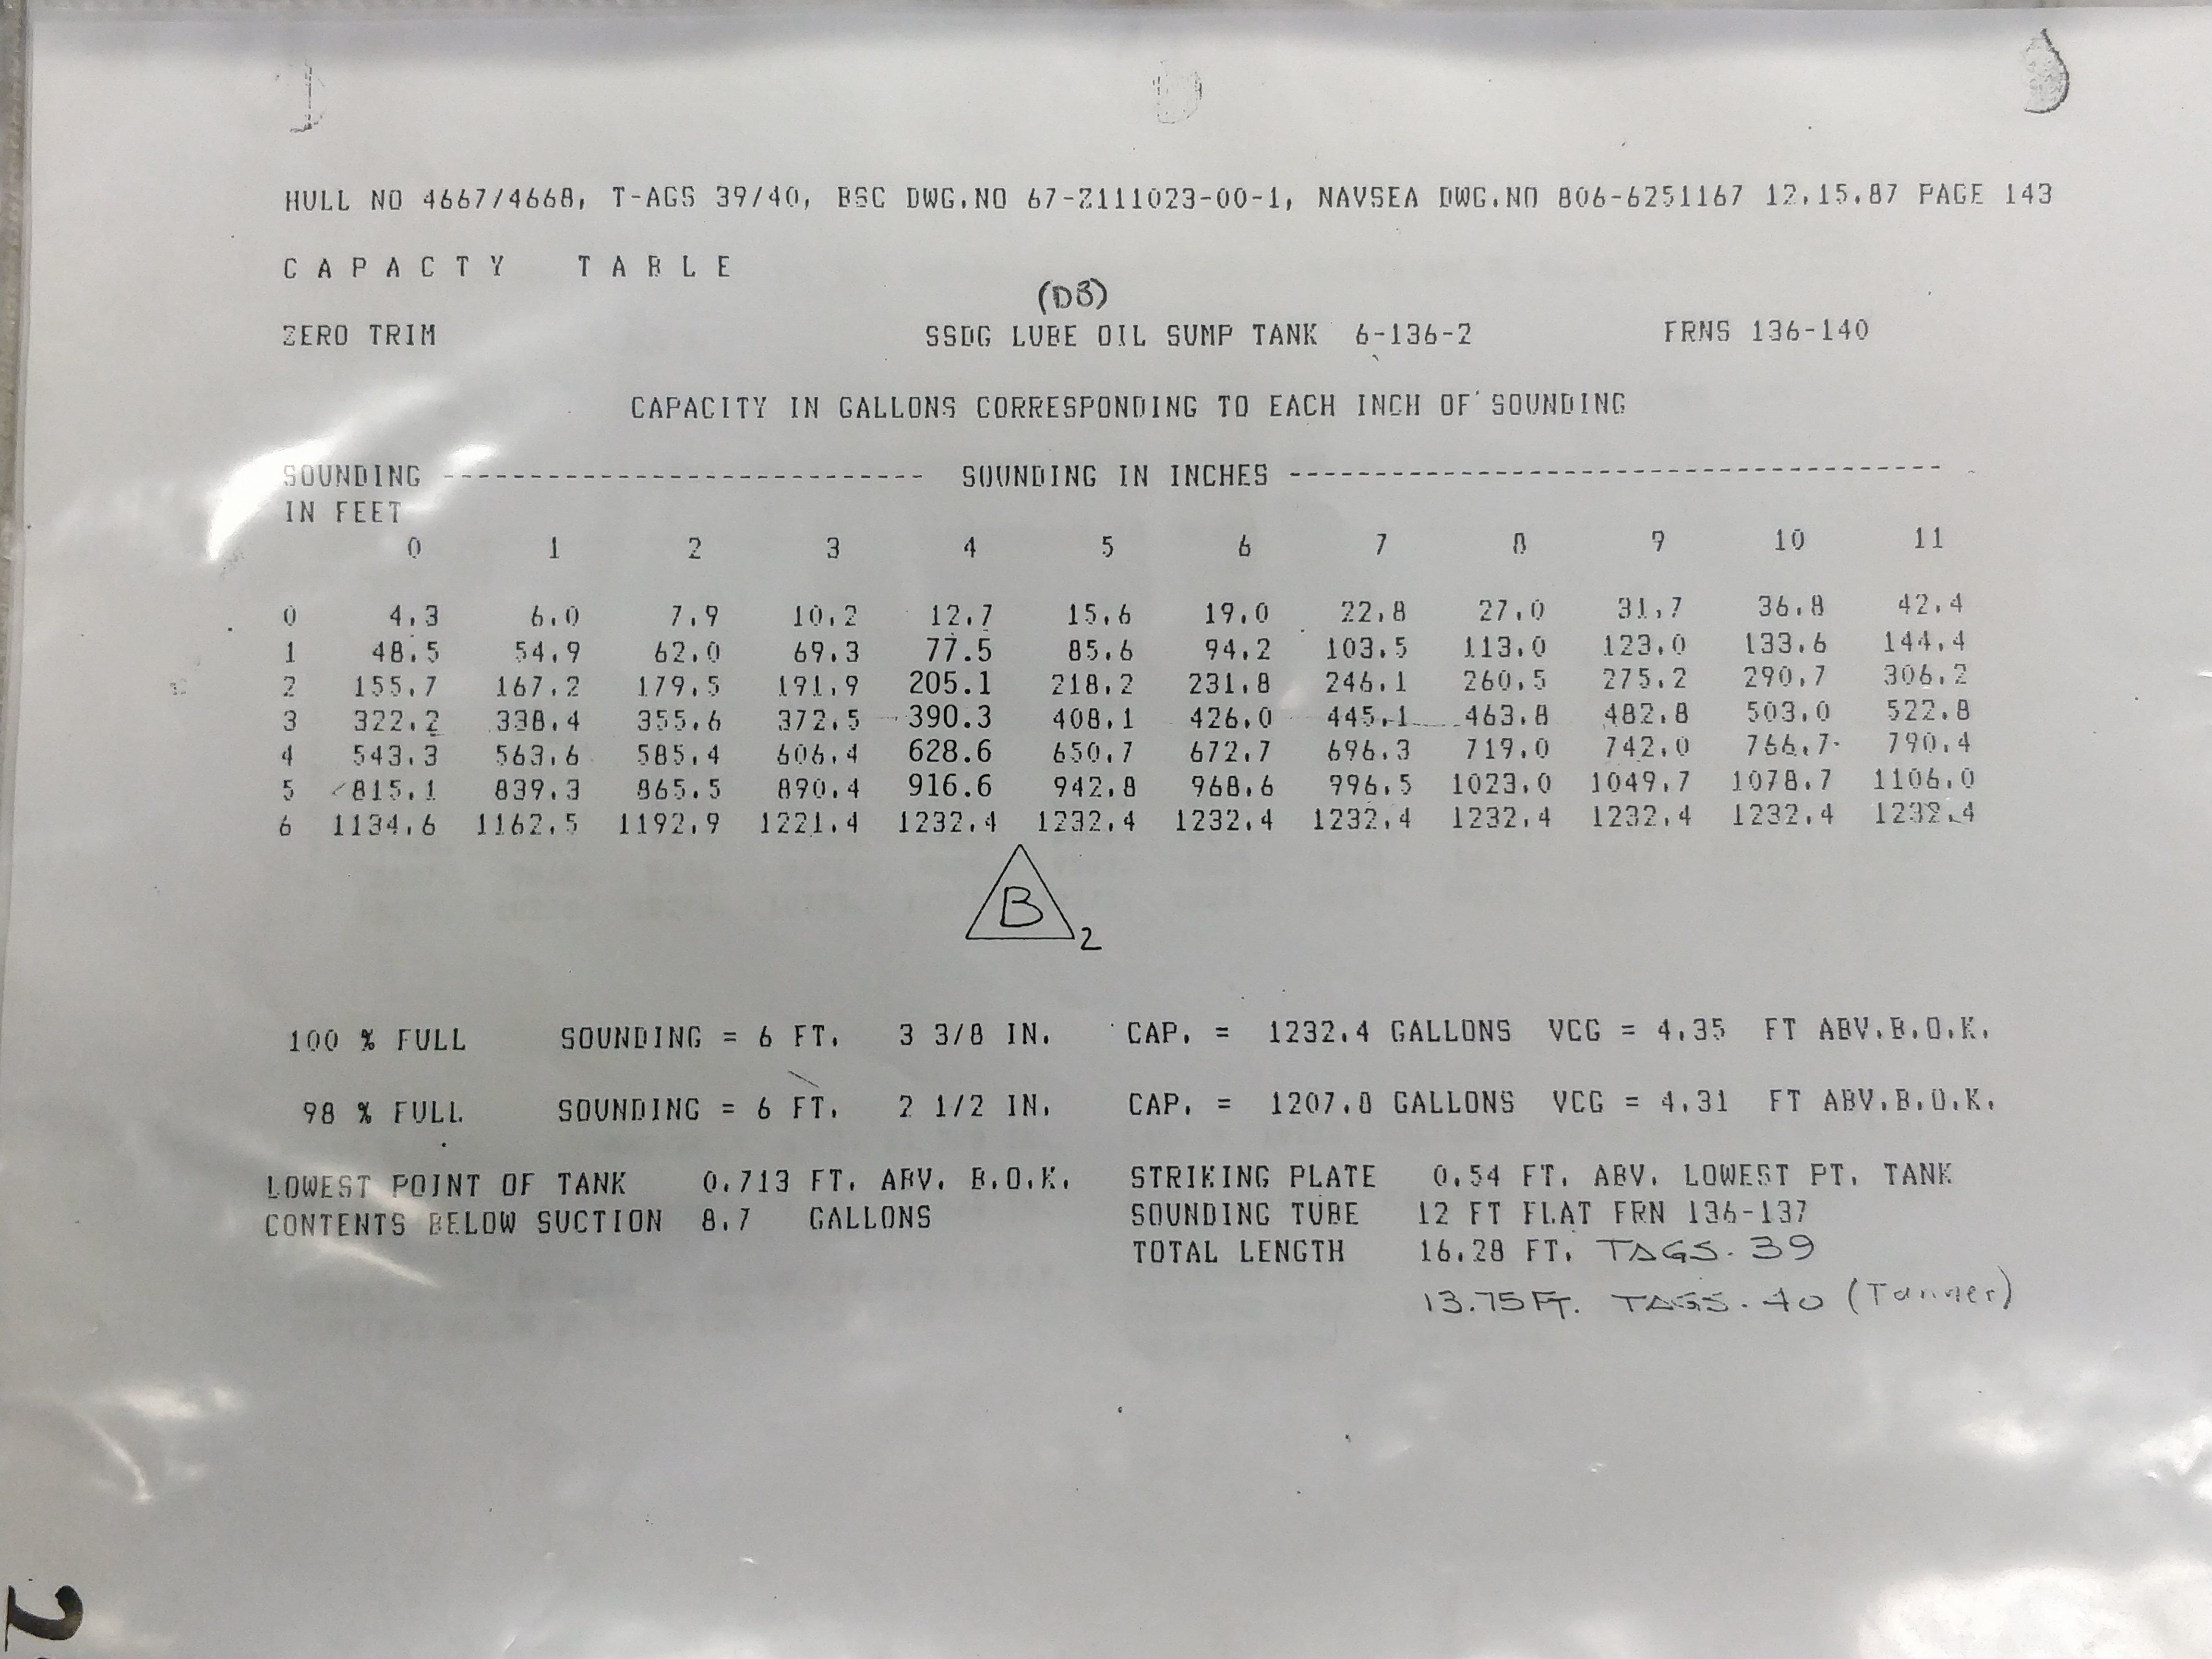 HULL NO 4667/4668, T-AGS 39/40, BSC DWG.NO 67-Z111023-00-1, NAVSEA DWG.NO 806-6251167 12.15.87 PAGE 143
C A P A C T Y T A B L E
(DB)
ZERO TRIM SSDG LUBE OIL SUMP TANK 6-136-2 FRNS 136-140
CAPACITY IN GALLONS CORRESPONDING TO EACH INCH OF SOUNDING
SOUNDING ---------------------------------- SOUNDING IN INCHES ----------------------------------------------
IN FEET
0 1 2 3 4 5 6 7 8 9 10 11
0 4.3 6.0 7.9 10.2 12.7 15.6 19.0 22.8 27.0 31.7 36.8 42.4
1 48.5 54.9 62.0 69.3 77.5 85.6 94.2 103.5 113.0 123.0 133.6 144.4
2 155.7 167.2 179.5 191.9 205.1 218.2 231.8 246.1 260.5 275.2 290.7 306.2
3 322.2 338.4 355.6 372.5 390.3 408.1 426.0 445.1 463.8 482.8 503.0 522.8
4 543.3 563.6 585.4 606.4 628.6 650.7 672.7 696.3 719.0 742.0 766.7 790.4
5 815.1 839.3 865.5 890.4 916.6 942.8 968.6 996.5 1023.0 1049.7 1078.7 1106.0
6 1134.6 1162.5 1192.9 1221.4 1232.4 1232.4 1232.4 1232.4 1232.4 1232.4 1232.4 1232.4
B 2
100 % FULL SOUNDING = 6 FT. 3 3/8 IN. CAP. = 1232.4 GALLONS VCG = 4.35 FT ABV.B.O.K.
98 % FULL SOUNDING = 6 FT. 2 1/2 IN. CAP. = 1207.8 GALLONS VCG = 4.31 FT ABV.B.O.K.
LOWEST POINT OF TANK 0.713 FT. ABV. B.O.K. STRIKING PLATE 0.54 FT. ABV. LOWEST PT. TANK
CONTENTS BELOW SUCTION 8.7 GALLONS SOUNDING TUBE 12 FT FLAT FRN 136-137
TOTAL LENGTH 16.28 FT. TAGS. 39
13.75 FT. TAGS. 40 (Tanner)